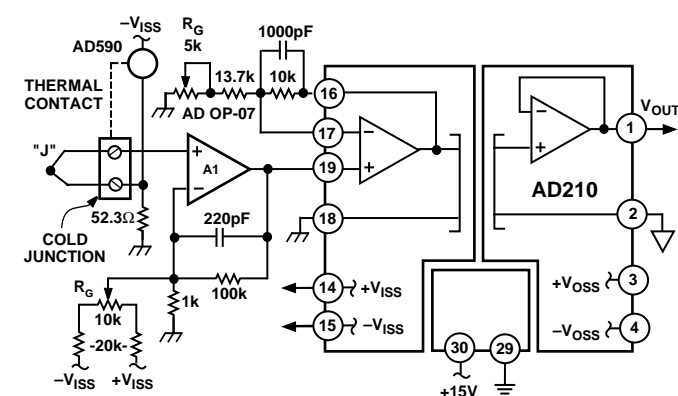 –VISS
AD590
RG
5k
1000pF
13.7k
10k
THERMAL
CONTACT
AD OP-07
16
17
19
18
14
15
+VISS
–VISS
–
+
"J"
+
–
A1
52.3Ω
COLD
JUNCTION
220pF
100k
1k
RG
10k
-20k-
–VISS
+VISS
–
+
AD210
1
VOUT
2
3
+VOSS
4
–VOSS
30
29
+15V